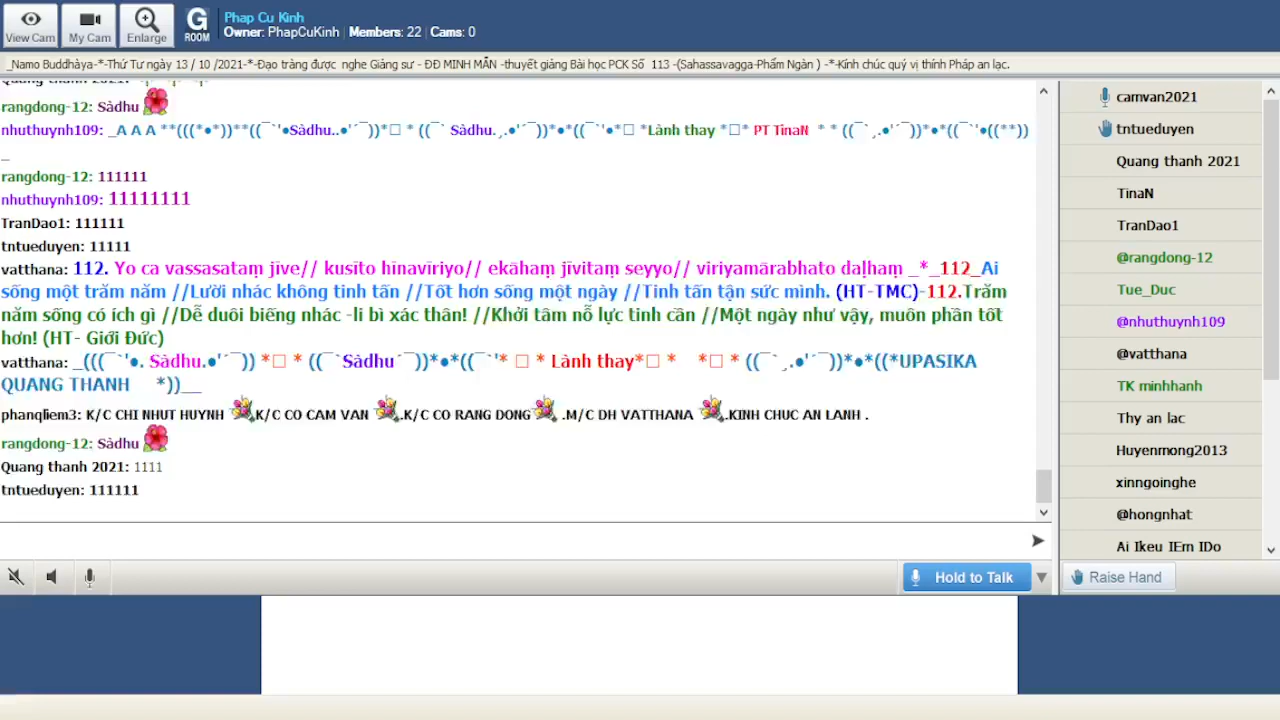 Phap Cu Kinh
Owner: PhapCuKinh | Members: 22 | Cams: 0
View Cam
My Cam
Enlarge
G
ROOM
_Namo Buddhàya-*-Thứ Tư ngày 13 / 10 /2021-*-Đạo tràng được nghe Giảng sư - ĐĐ MINH MẪN -thuyết giảng Bài học PCK Số 113 -(Sahassavagga-Phẩm Ngàn ) -*-Kính chúc quý vị thính Pháp an lạc.
rangdong-12: Sàdhu
nhuthuynh109: _A A A **(((*•*))**((¯`'•Sàdhu..•'´¯))*□ * ((¯` Sàdhu.¸.•'´¯))*•*((¯`'•*□ *Lành thay *□* PT TinaN * * ((¯`¸.•'´¯))*•*((¯`'•((**))
_
rangdong-12: 111111
nhuthuynh109: 11111111
TranDao1: 111111
tntueduyen: 11111
vatthana: 112. Yo ca vassasataṃ jīve// kusīto hīnavīriyo// ekāhaṃ jīvitaṃ seyyo// viriyamārabhato daḷhaṃ _*_112_Ai
sống một trăm năm //Lười nhác không tinh tấn //Tốt hơn sống một ngày //Tinh tấn tận sức mình. (HT-TMC)-112.Trăm
năm sống có ích gì //Dễ duôi biếng nhác -li bì xác thân! //Khởi tâm nỗ lực tinh cần //Một ngày như vậy, muôn phần tốt
hơn! (HT- Giới Đức)
vatthana: _(((¯`'•. Sàdhu.•'´¯)) *□ * ((¯`Sàdhu´¯))*•*((¯`'* □ * Lành thay*□ * *□ * ((¯`¸.•'´¯))*•*((*UPASIKA
QUANG THANH *))__
phanqliem3: K/C CHI NHUT HUYNH .K/C CO CAM VAN .K/C CO RANG DONG .M/C DH VATTHANA .KINH CHUC AN LANH .
rangdong-12: Sàdhu
Quang thanh 2021: 1111
tntueduyen: 111111
camvan2021
tntueduyen
Quang thanh 2021
TinaN
TranDao1
@rangdong-12
Tue_Duc
@nhuthuynh109
@vatthana
TK minhhanh
Thy an lac
Huyenmong2013
xinngoinghe
@hongnhat
Ai Ikeu IEm IDo
Hold to Talk
Raise Hand